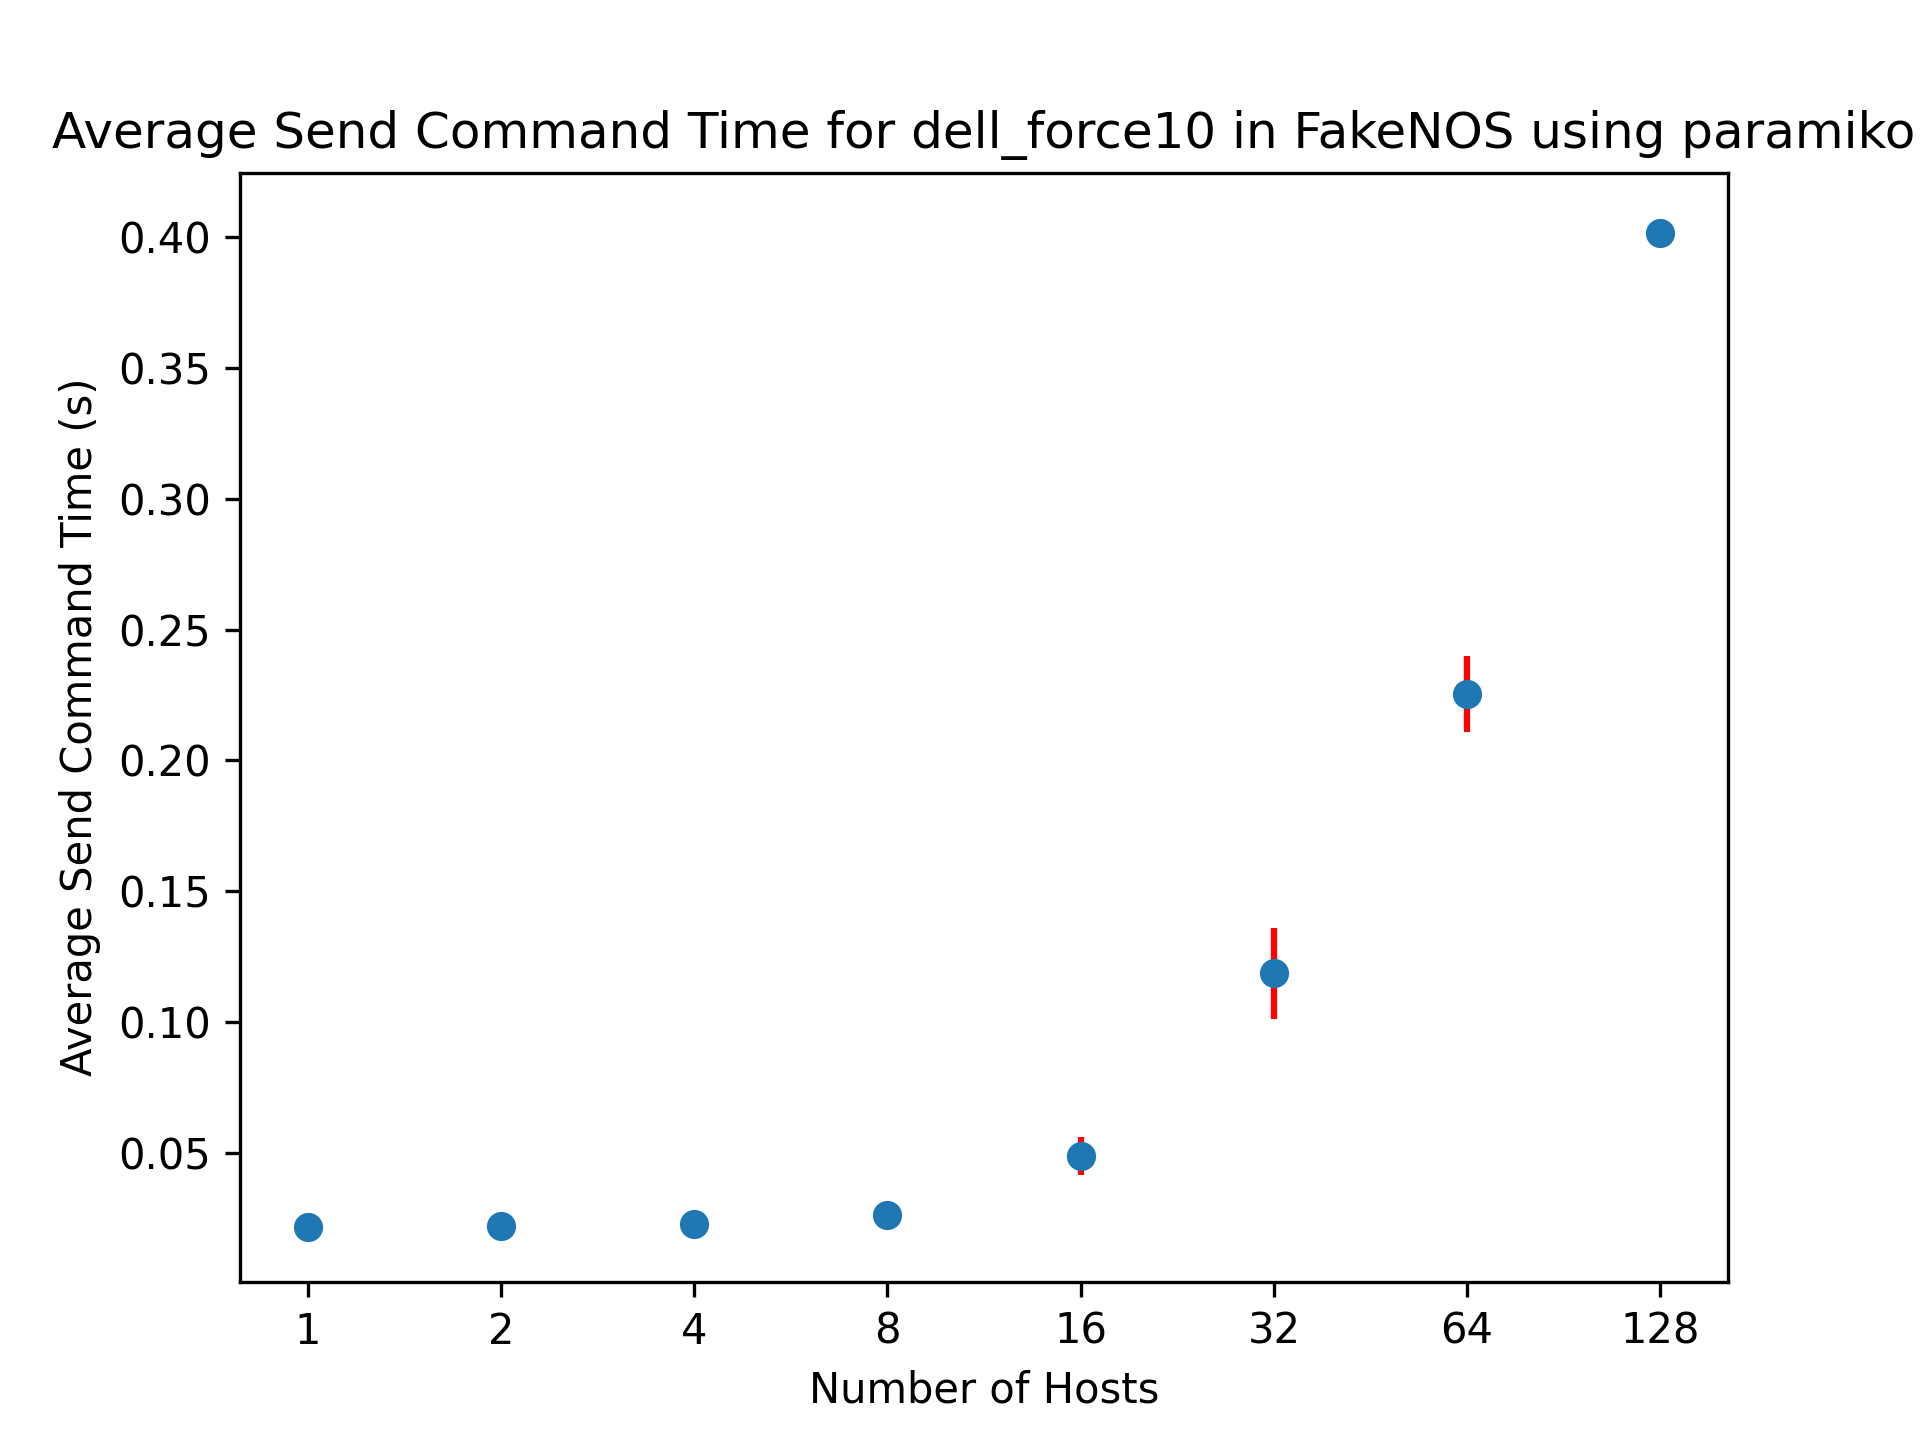 Average Send Command Time for dell_force10 in FakeNOS using paramiko
Average Send Command Time (s)
0.40
0.35
0.30
0.25
0.20
0.15
0.10
0.05
1 2 4 8 16 32 64 128
Number of Hosts